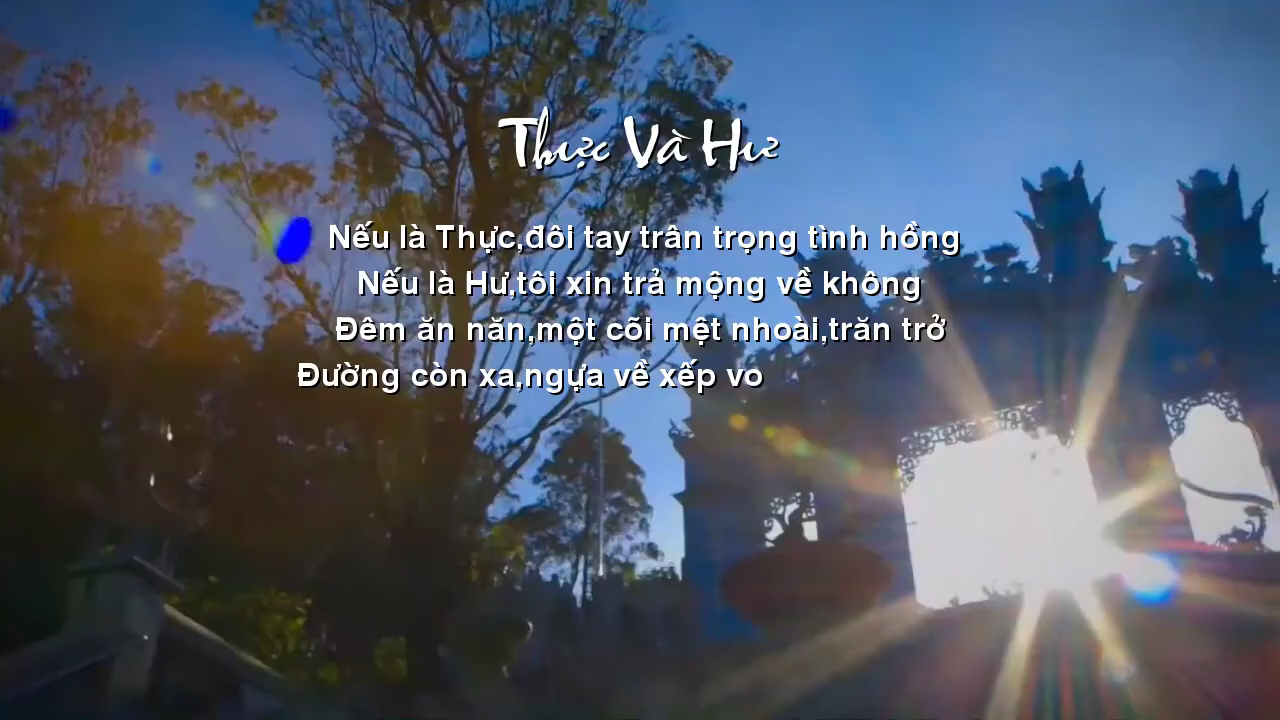 Thực Và Hư
Nếu là Thực,đôi tay trân trọng tình hồng
Nếu là Hư,tôi xin trả mộng về không
Đêm ăn năn,một cõi mệt nhoài,trăn trở
Đường còn xa,ngựa về xếp vo